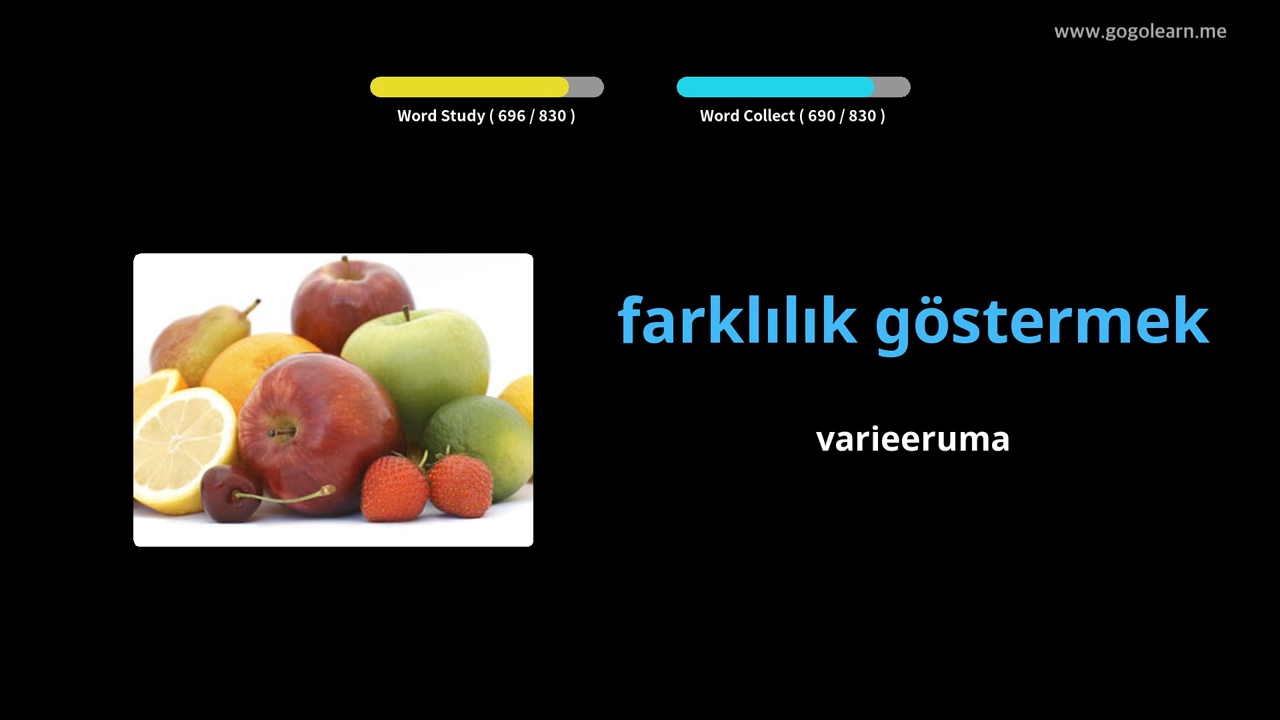 www.gogolearn.me
Word Study ( 696 / 830 )
Word Collect ( 690 / 830 )
farklılık göstermek
varieeruma